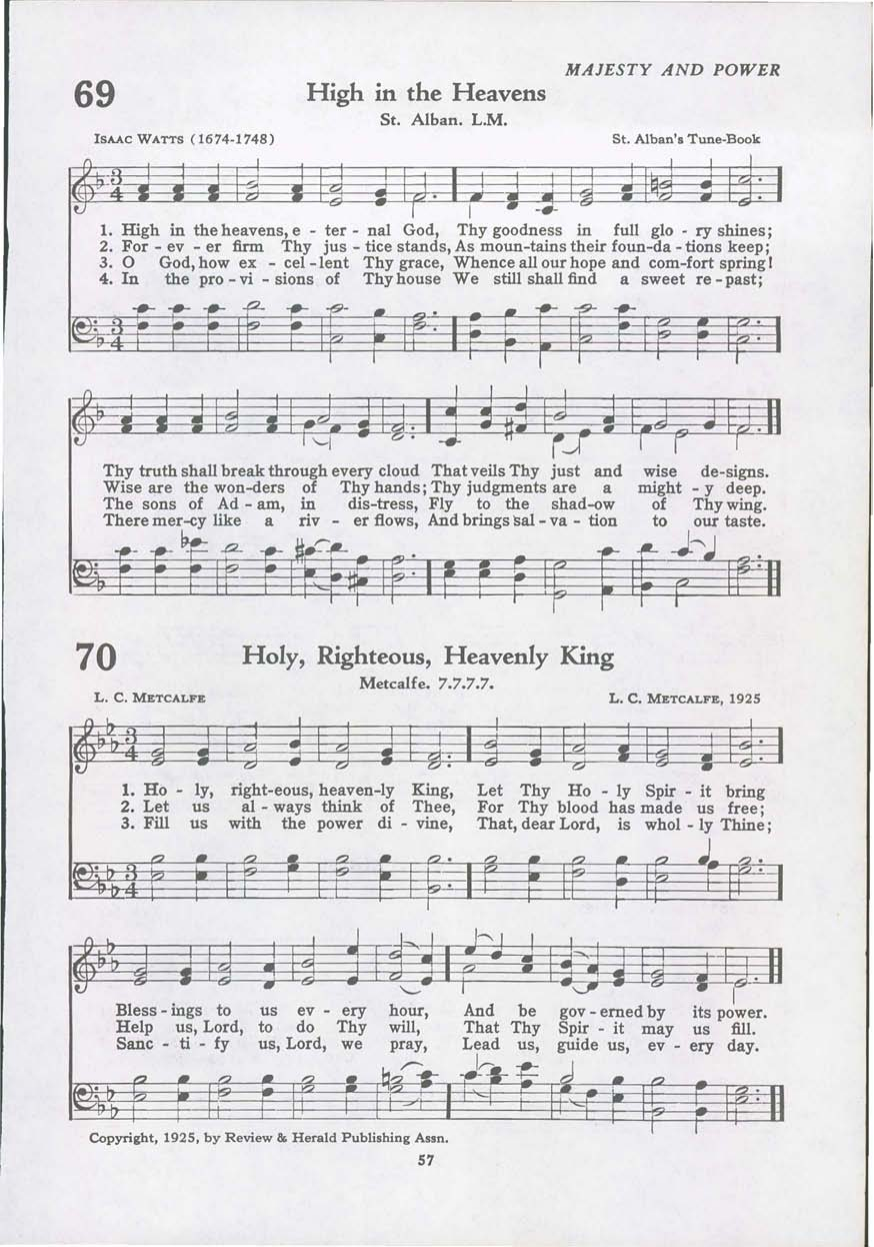 MAJESTY AND POWER
69
High in the Heavens
St. Alban. L.M.
ISAAC WATTS (1674-1748)
St. Alban's Tune-Book
3
4
1. High in the heavens, e - ter - nal God, Thy goodness in full glo - ry shines;
2. For - ev - er firm Thy jus - tice stands, As moun-tains their foun-da - tions keep;
3. O God, how ex - cel - lent Thy grace, Whence all our hope and com-fort spring!
4. In the pro - vi - sions of Thy house We still shall find a sweet re - past;
3
4
Thy truth shall break through every cloud That veils Thy just and wise de-signs.
Wise are the won-ders of Thy hands; Thy judgments are a might - y deep.
The sons of Ad - am, in dis-tress, Fly to the shad-ow of Thy wing.
There mer-cy like a riv - er flows, And brings sal - va - tion to our taste.
70
Holy, Righteous, Heavenly King
Metcalfe. 7.7.7.7.
L. C. METCALFE
L. C. METCALFE, 1925
3
4
1. Ho - ly, right-eous, heaven-ly King, Let Thy Ho - ly Spir - it bring
2. Let us al - ways think of Thee, For Thy blood has made us free;
3. Fill us with the power di - vine, That, dear Lord, is whol - ly Thine;
3
4
Bless - ings to us ev - ery hour, And be gov - erned by its power.
Help us, Lord, to do Thy will, That Thy Spir - it may us fill.
Sanc - ti - fy us, Lord, we pray, Lead us, guide us, ev - ery day.
Copyright, 1925, by Review & Herald Publishing Assn.
57